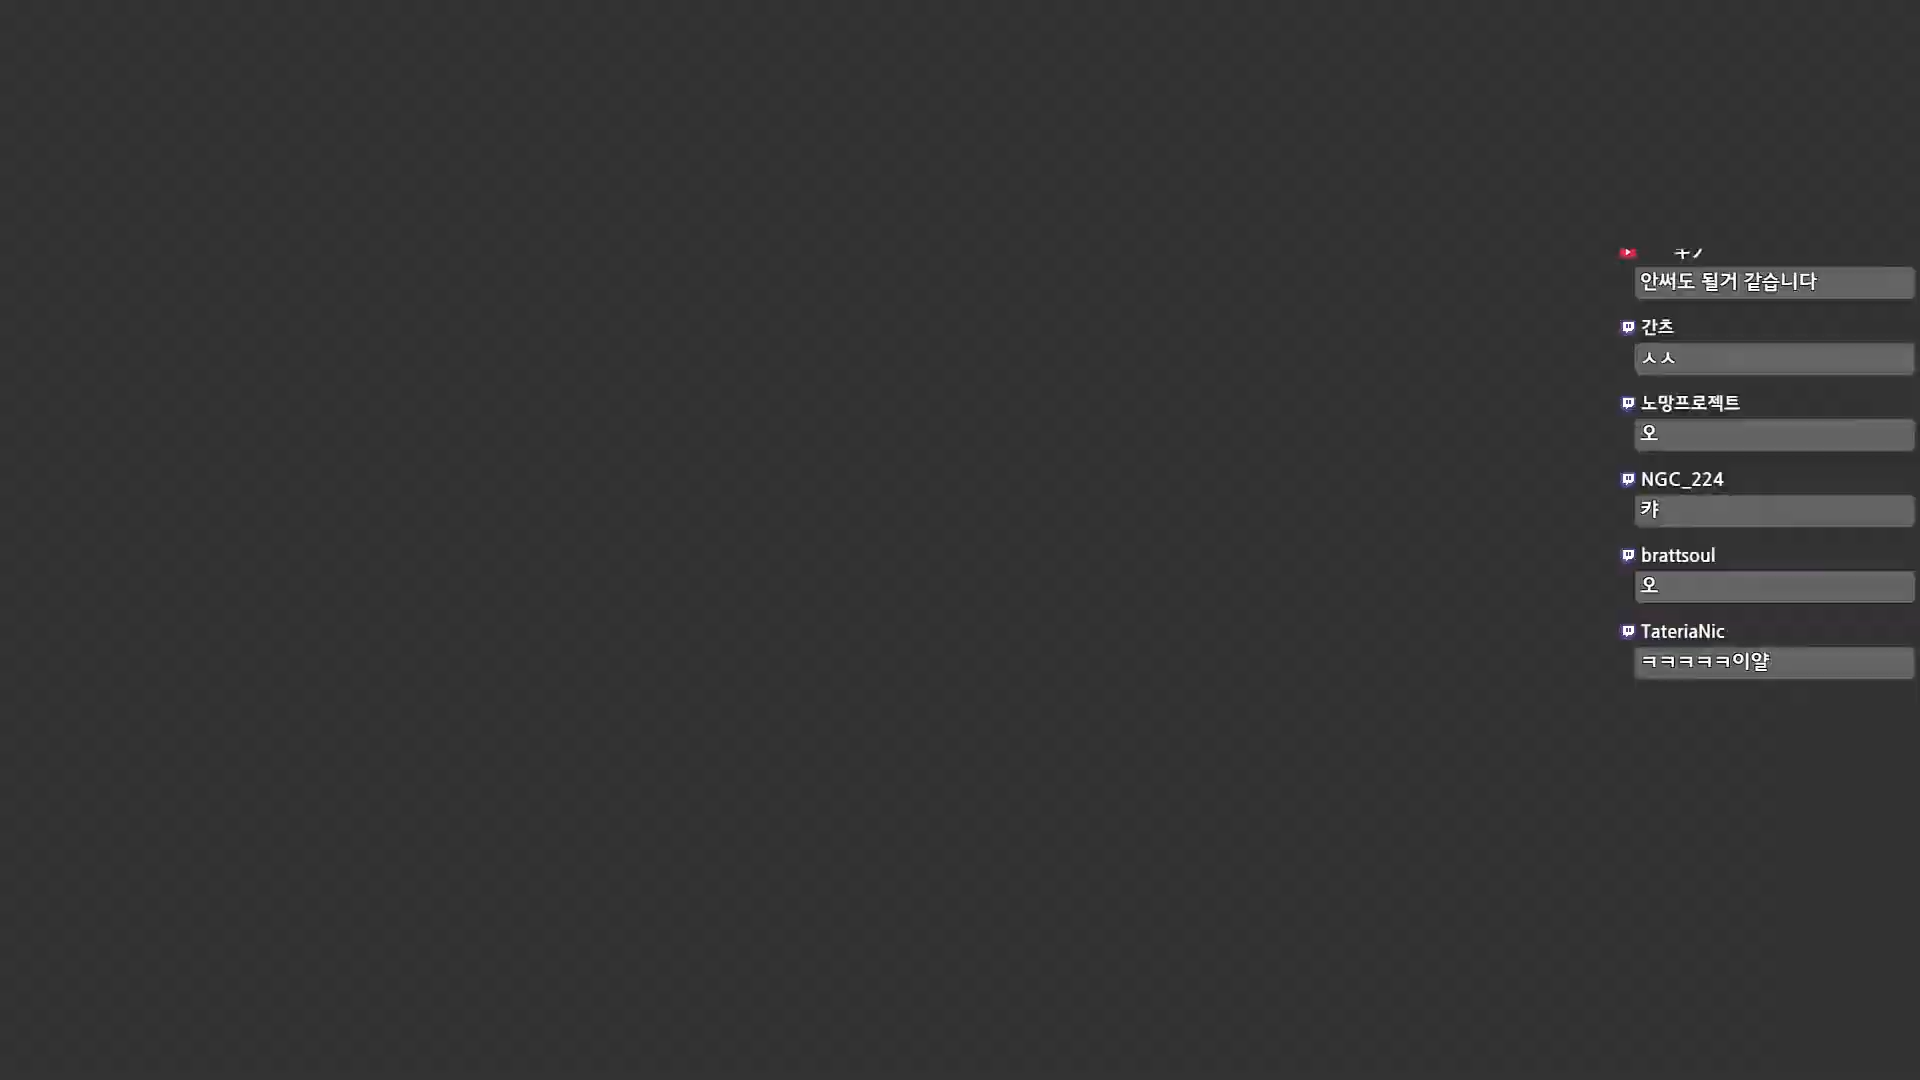 안써도 될거 같습니다
간츠
ㅅㅅ
노망프로젝트
오
NGC_224
캬
brattsoul
오
TateriaNic
ㅋㅋㅋㅋㅋ이얄